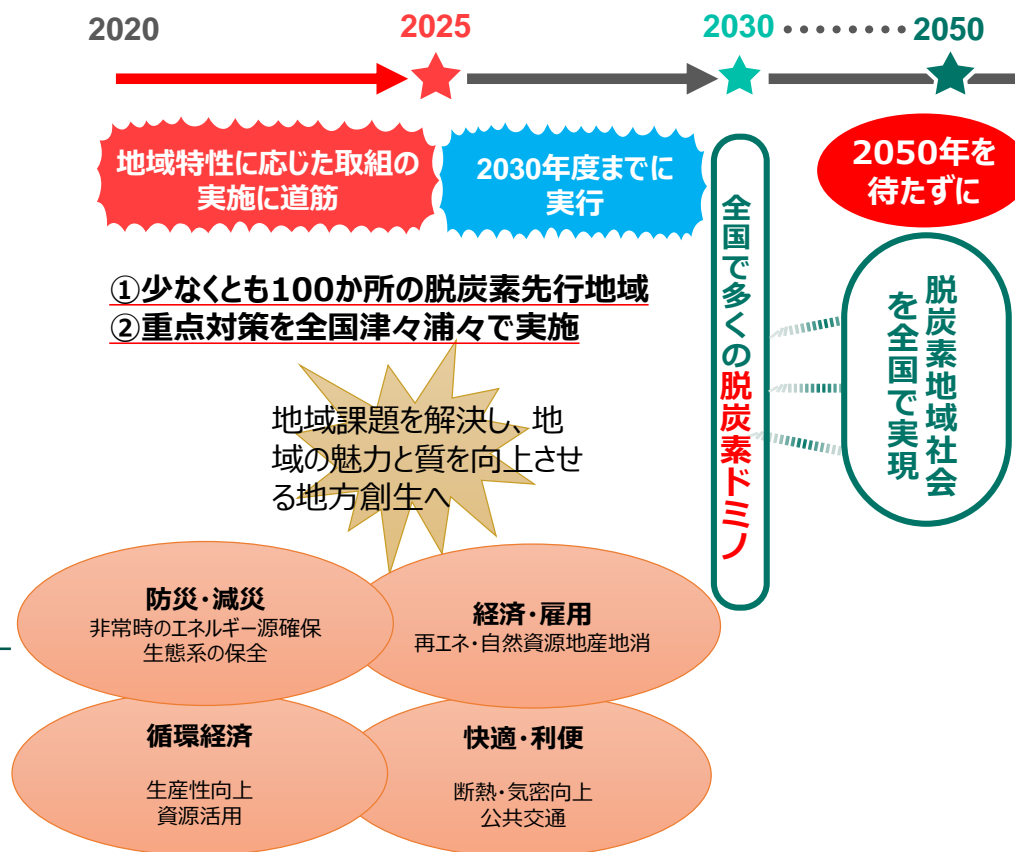 2020
2025
2030
2050
地域特性に応じた取組の
実施に道筋
2030年度までに
実行
2050年を
待たずに
①少なくとも100か所の脱炭素先行地域
②重点対策を全国津々浦々で実施
全国で多くの脱炭素ドミノ
脱炭素地域社会
を全国で実現
地域課題を解決し、地
域の魅力と質を向上させ
る地方創生へ
防災・減災
非常時のエネルギー源確保
生態系の保全
経済・雇用
再エネ・自然資源地産地消
循環経済
生産性向上
資源活用
快適・利便
断熱・気密向上
公共交通